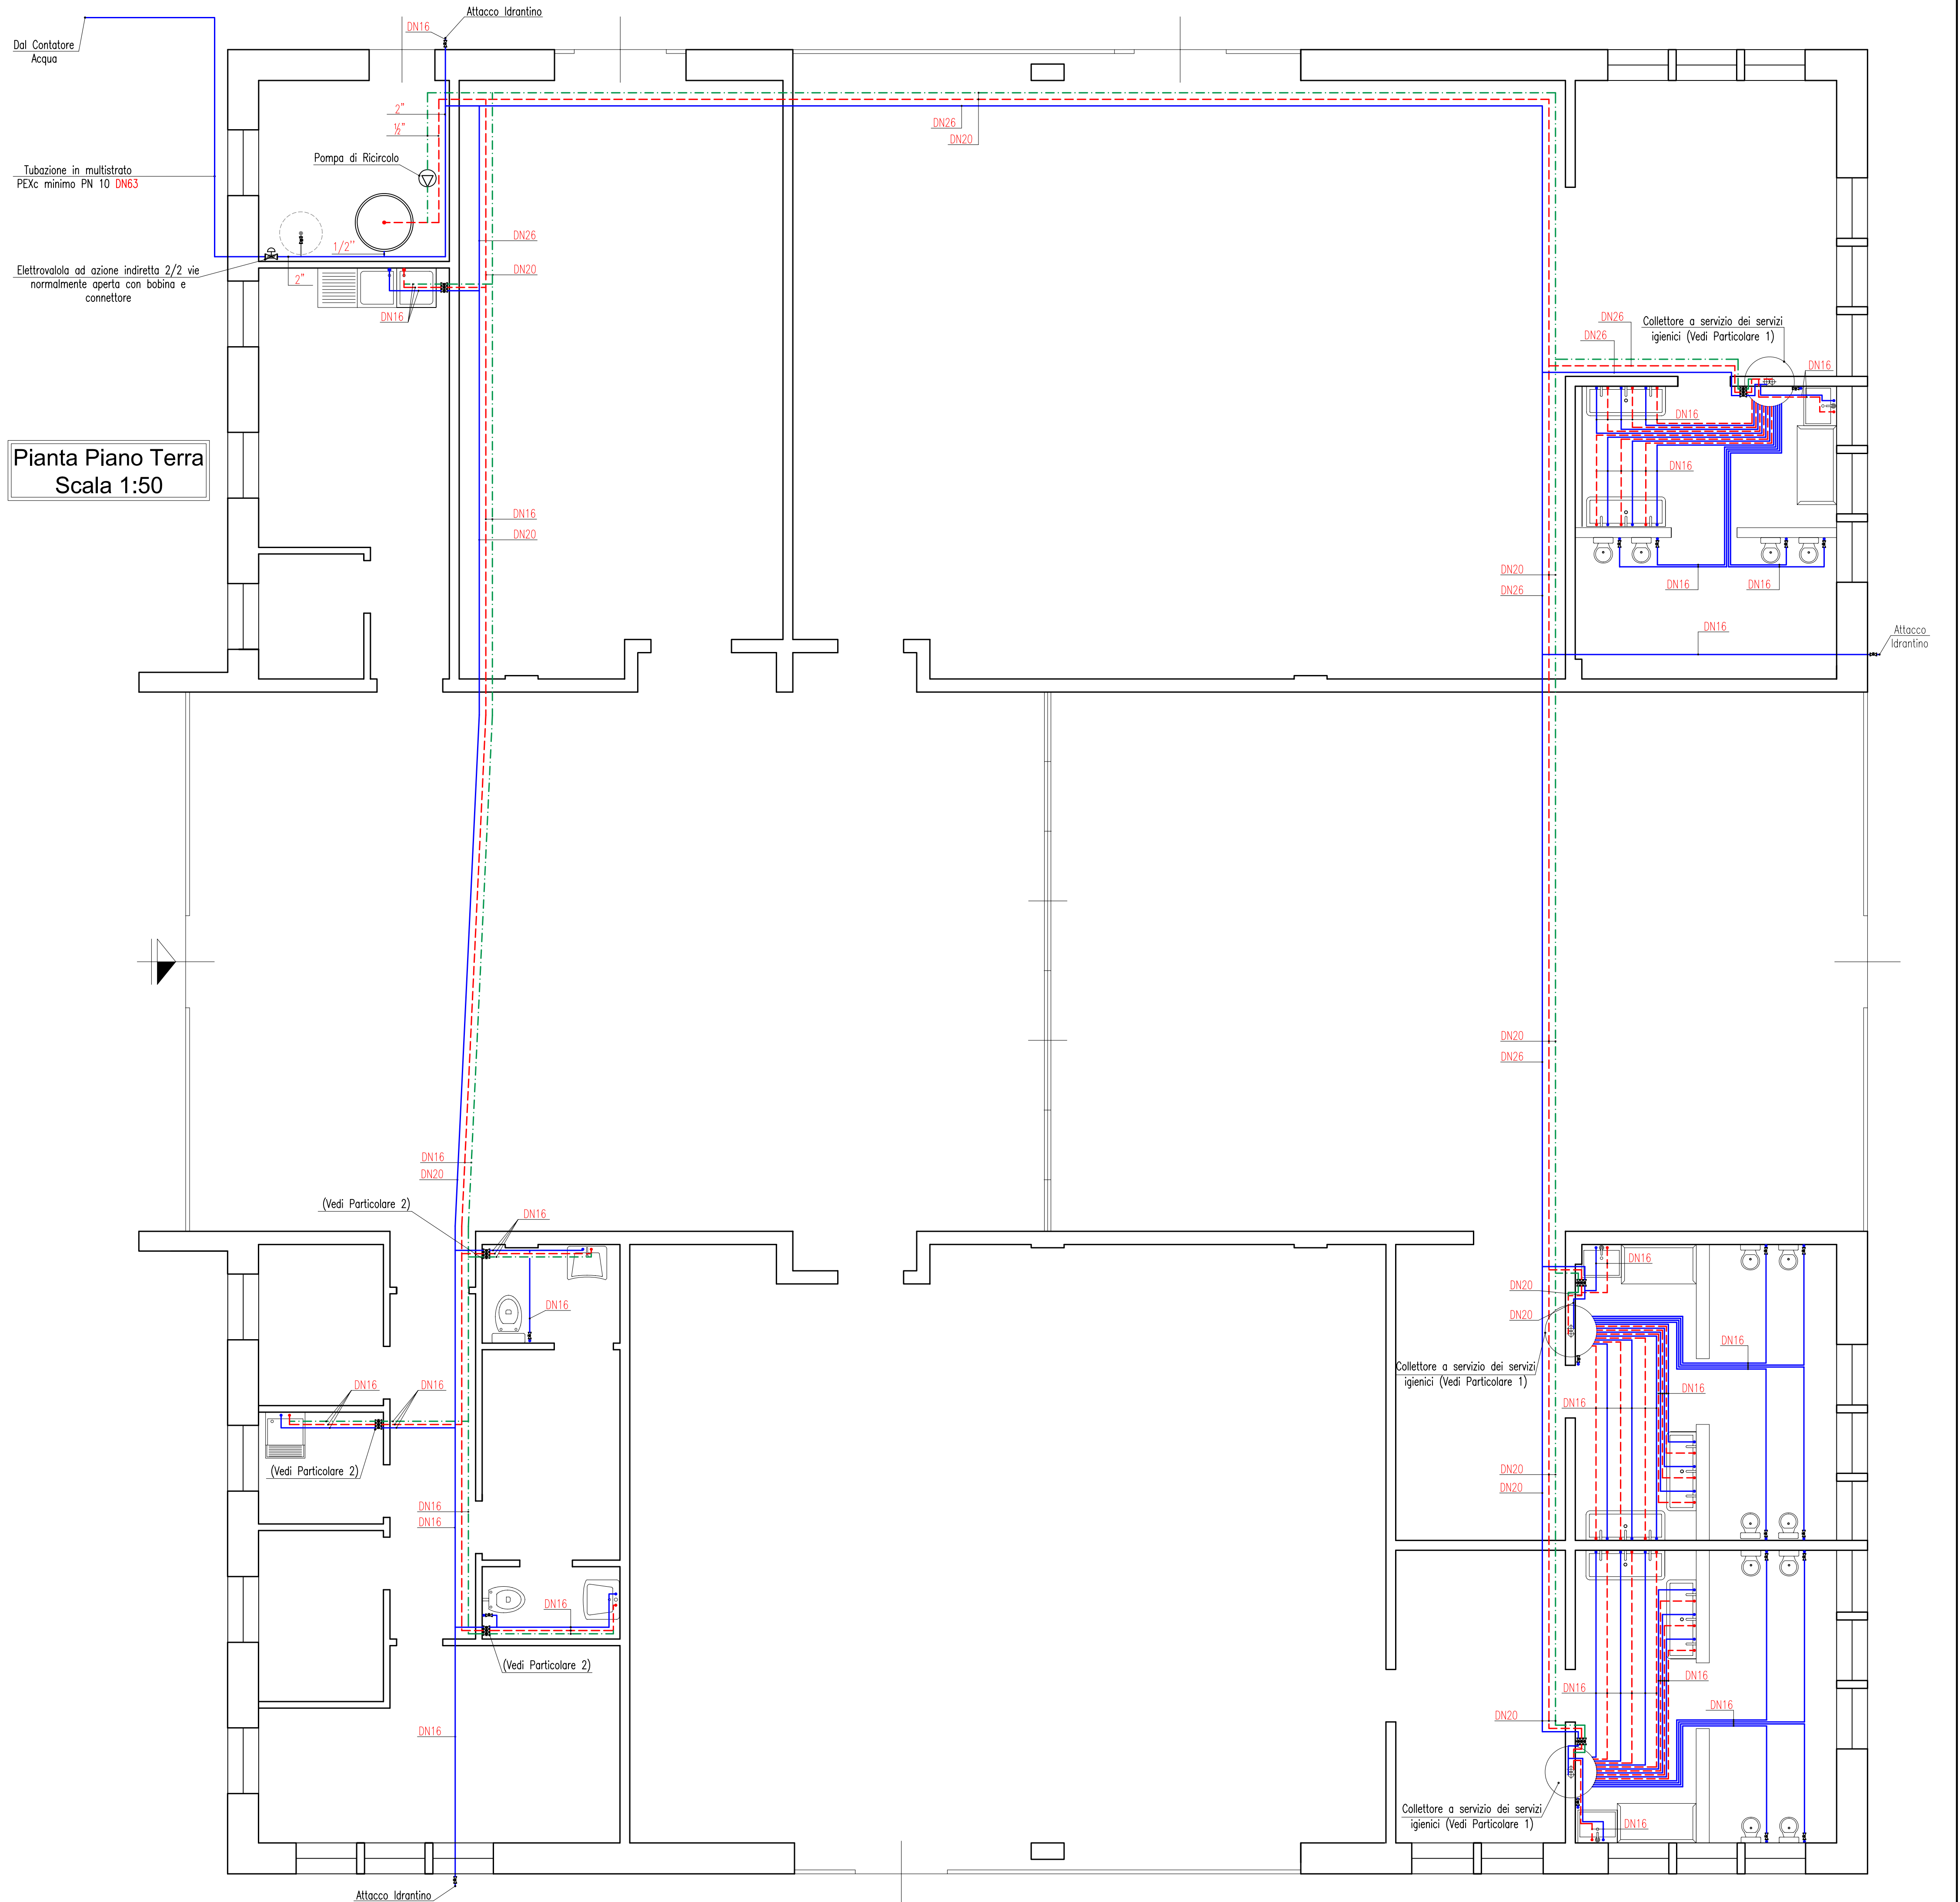 Attacco Idrantino
DN16
Dal Contatore
Acqua
2"
½"
DN26
DN20
Pompa di Ricircolo
Tubazione in multistrato
PEXc minimo PN 10 DN63
DN26
1/2"
DN20
Elettrovalola ad azione indiretta 2/2 vie
normalmente aperta con bobina e
connettore
2"
DN16
DN26
DN26
Collettore a servizio dei servizi
igienici (Vedi Particolare 1)
DN16
DN16
Pianta Piano Terra
Scala 1:50
DN16
DN16
DN20
DN20
DN26
DN16
DN16
DN16
Attacco
Idrantino
DN20
DN26
DN16
DN20
(Vedi Particolare 2)
DN16
DN16
DN16
DN20
DN20
DN16
Collettore a servizio dei servizi
igienici (Vedi Particolare 1)
DN16
DN16
DN16
DN16
DN16
(Vedi Particolare 2)
DN20
DN20
DN16
DN16
DN16
(Vedi Particolare 2)
DN16
DN16
DN16
DN20
DN16
Collettore a servizio dei servizi
igienici (Vedi Particolare 1)
DN16
Attacco Idrantino